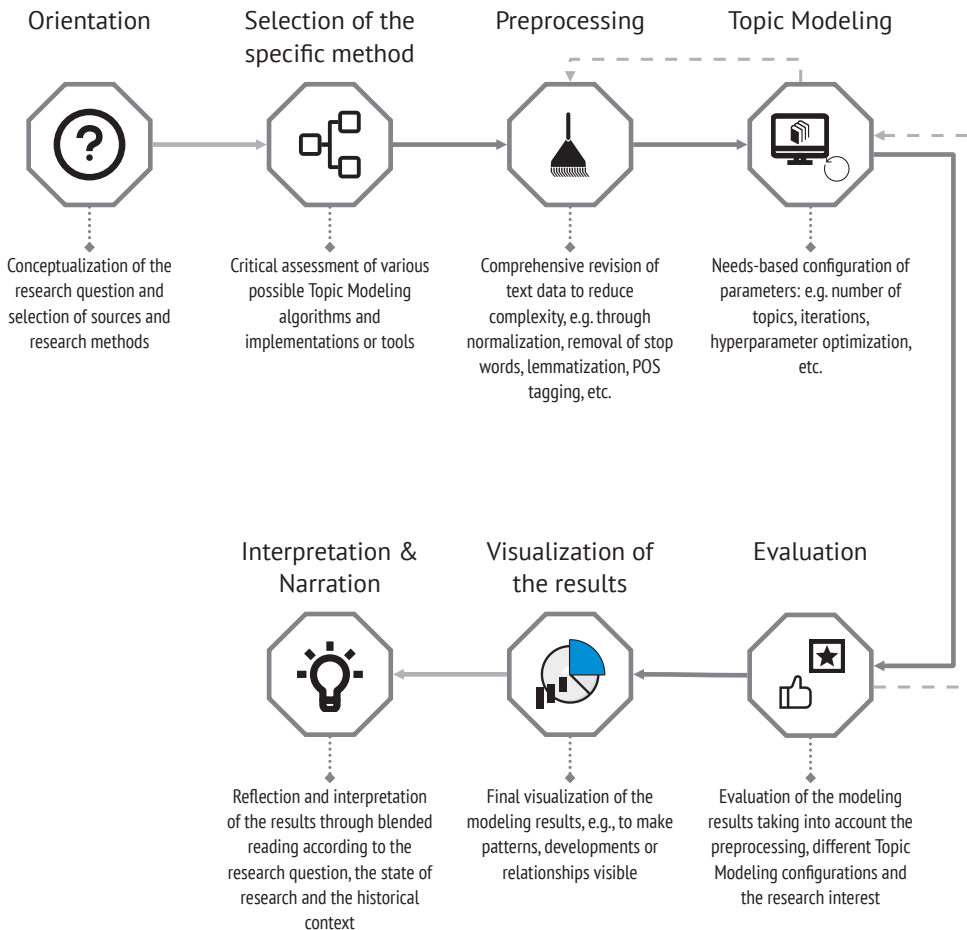 Orientation
Selection of the
specific method
Preprocessing
Topic Modeling
?
Conceptualization of the
research question and
selection of sources and
research methods
Critical assessment of various
possible Topic Modeling
algorithms and
implementations or tools
Comprehensive revision of
text data to reduce
complexity, e.g. through
normalization, removal of stop
words, lemmatization, POS
tagging, etc.
Needs-based configuration of
parameters: e.g. number of
topics, iterations,
hyperparameter optimization,
etc.
Interpretation &
Narration
Visualization of
the results
Evaluation
Reflection and interpretation
of the results through blended
reading according to the
research question, the state of
research and the historical
context
Final visualization of the
modeling results, e.g., to make
patterns, developments or
relationships visible
Evaluation of the modeling
results taking into account the
preprocessing, different Topic
Modeling configurations and
the research interest